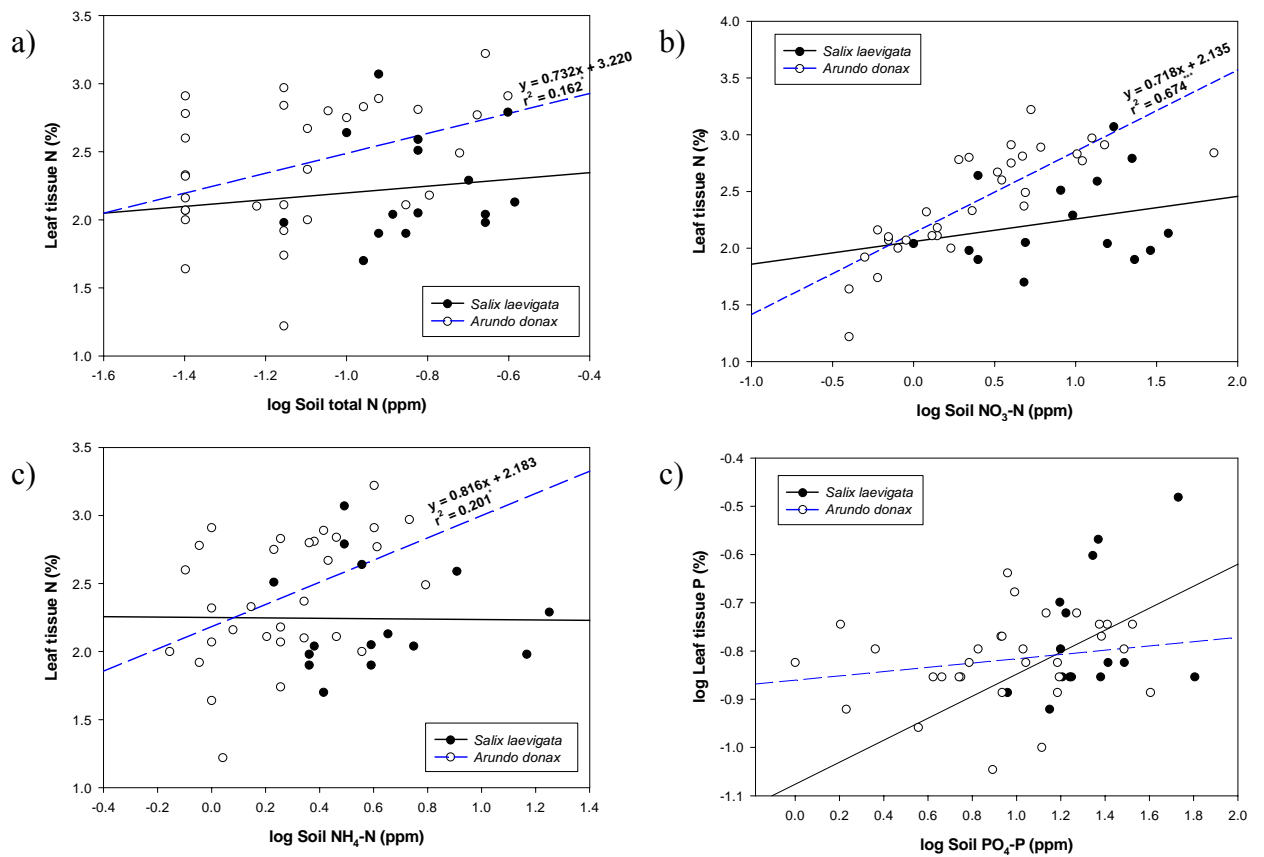 a)
3.5
3.0
2.5
2.0
1.5
1.0
Leaf tissue N (%)
y = 0.732x + 3.220
r² = 0.162*
Salix laevigata
Arundo donax
-1.6 -1.4 -1.2 -1.0 -0.8 -0.6 -0.4
log Soil total N (ppm)
b)
4.0
3.5
3.0
2.5
2.0
1.5
1.0
Leaf tissue N (%)
Salix laevigata
Arundo donax
y = 0.718x + 2.135
r² = 0.674***
-1.0 -0.5 0.0 0.5 1.0 1.5 2.0
log Soil NO₃-N (ppm)
c)
3.5
3.0
2.5
2.0
1.5
1.0
Leaf tissue N (%)
y = 0.816x + 2.183
r² = 0.201*
Salix laevigata
Arundo donax
-0.4 -0.2 0.0 0.2 0.4 0.6 0.8 1.0 1.2 1.4
log Soil NH₄-N (ppm)
c)
-0.4
-0.5
-0.6
-0.7
-0.8
-0.9
-1.0
-1.1
log Leaf tissue P (%)
Salix laevigata
Arundo donax
0.0 0.2 0.4 0.6 0.8 1.0 1.2 1.4 1.6 1.8 2.0
log Soil PO₄-P (ppm)